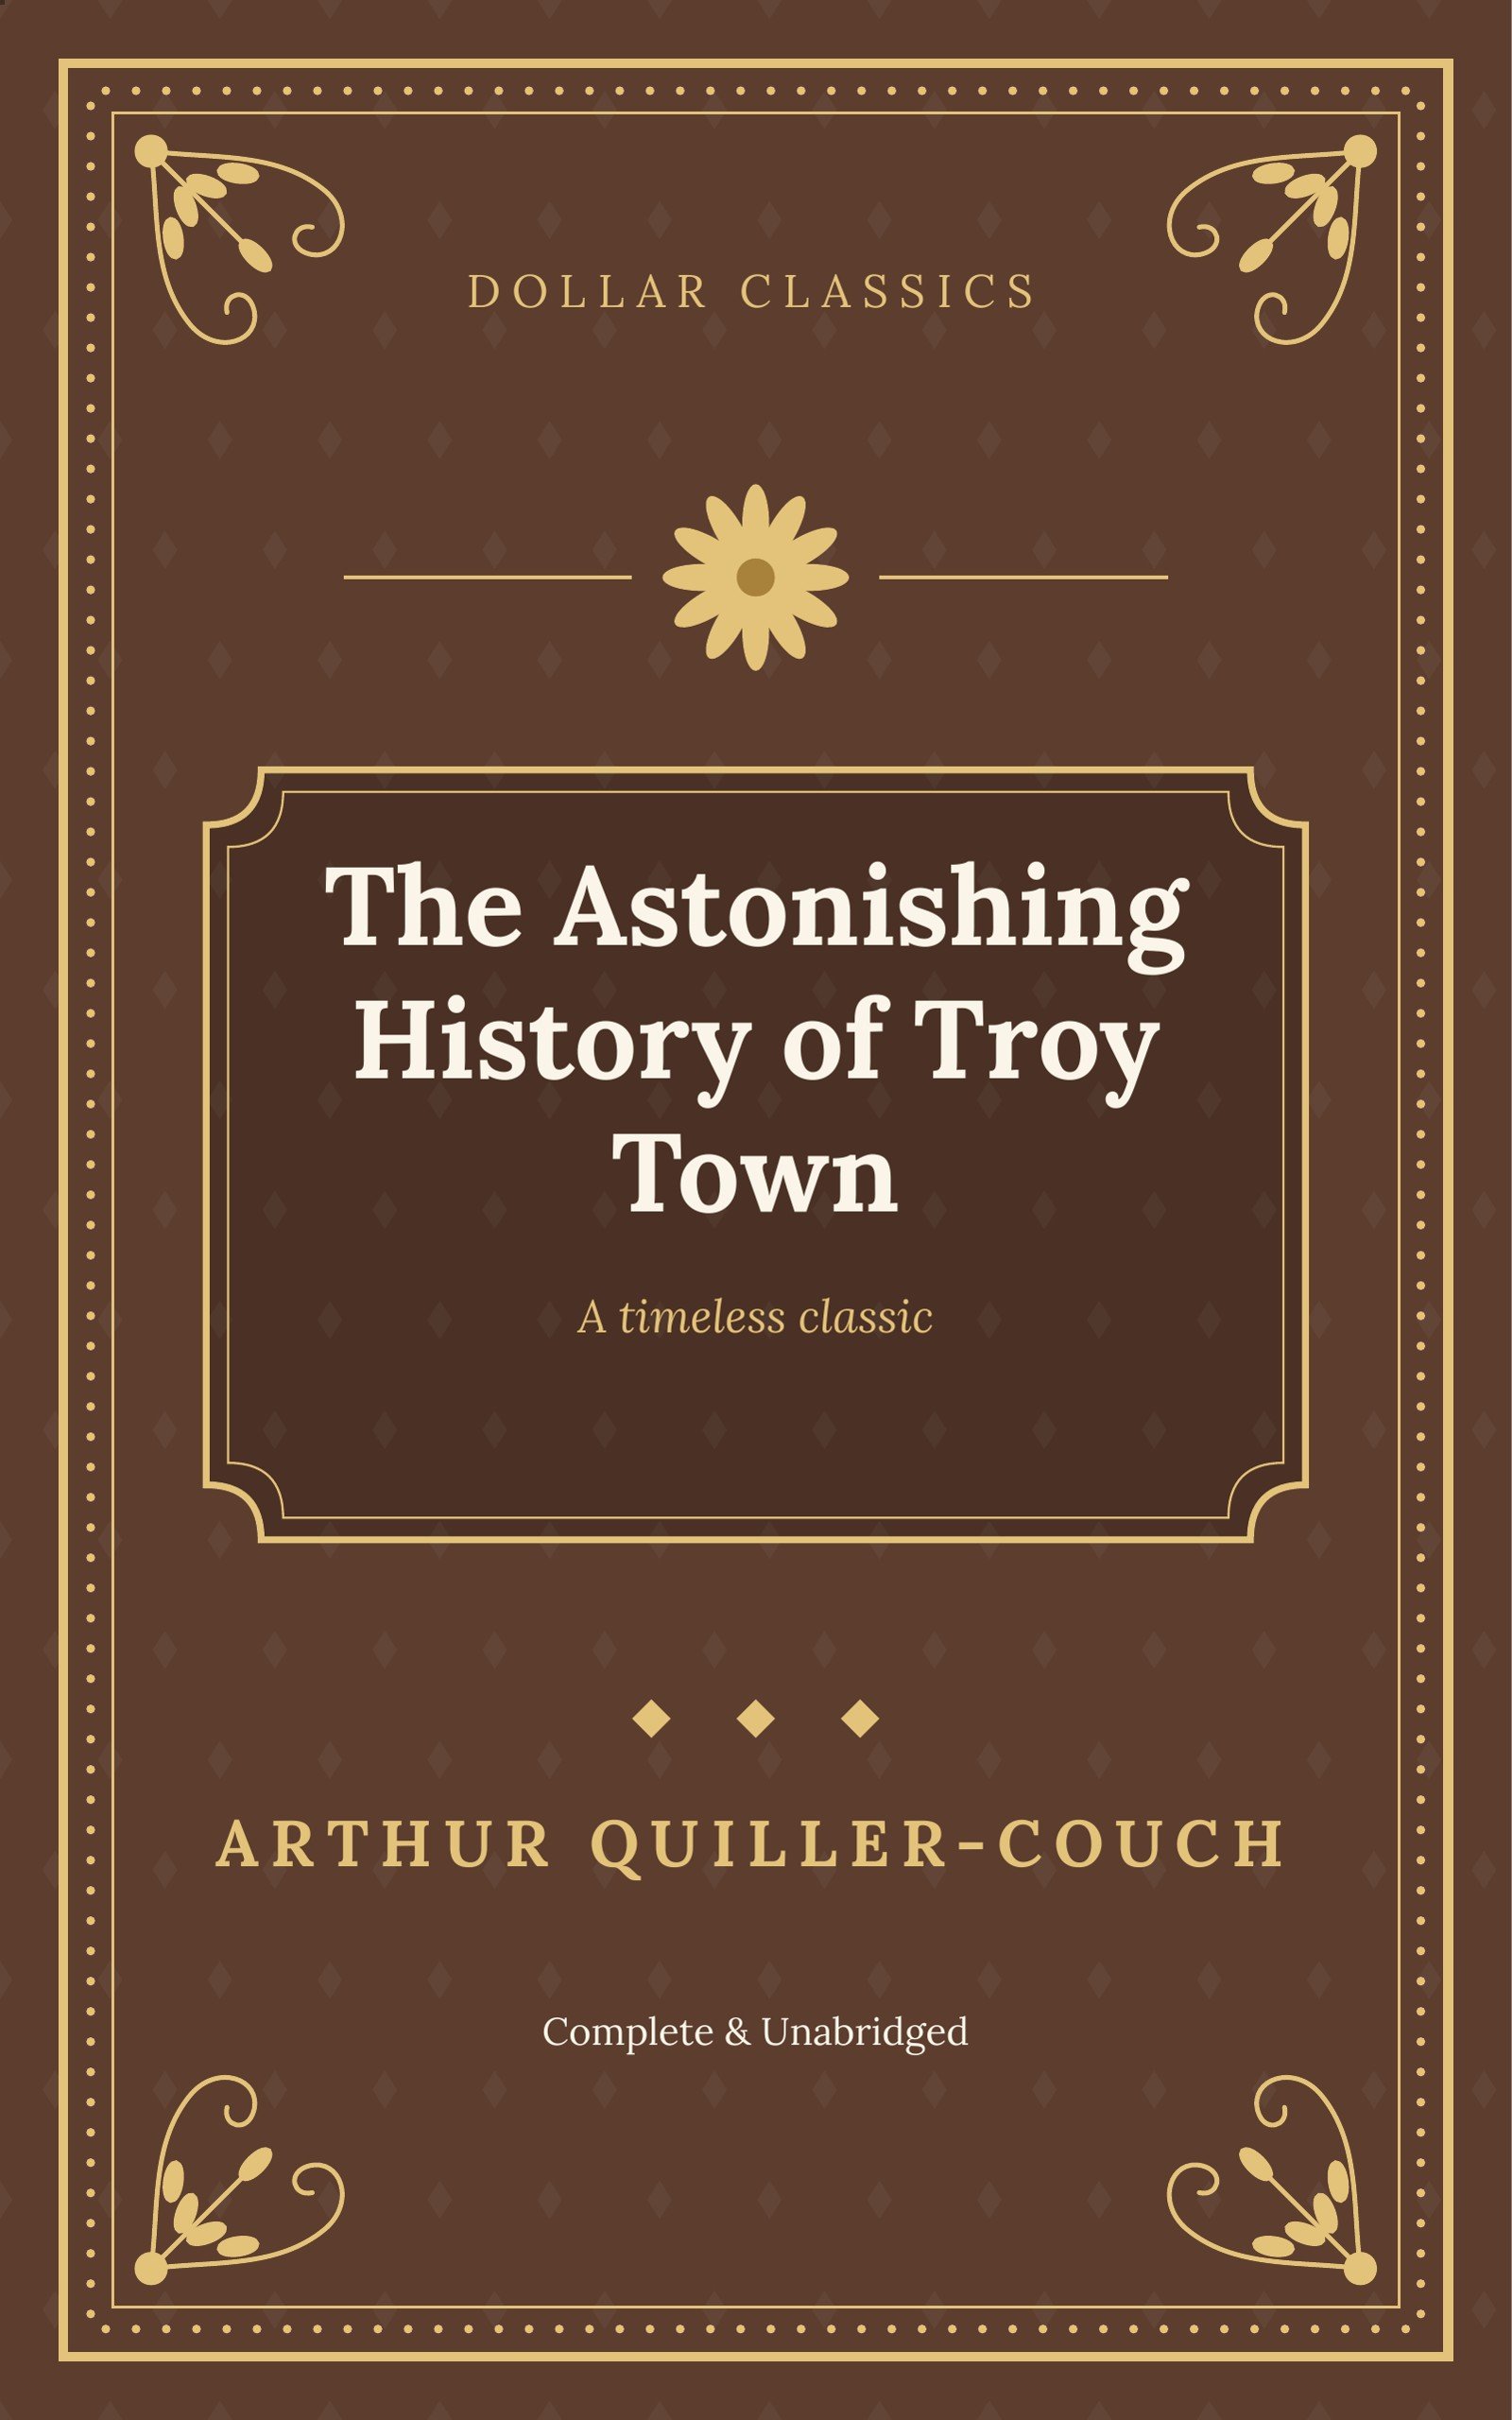 DOLLAR CLASSICS
The Astonishing
History of Troy
Town
A timeless classic
ARTHUR QUILLER-COUCH
Complete & Unabridged